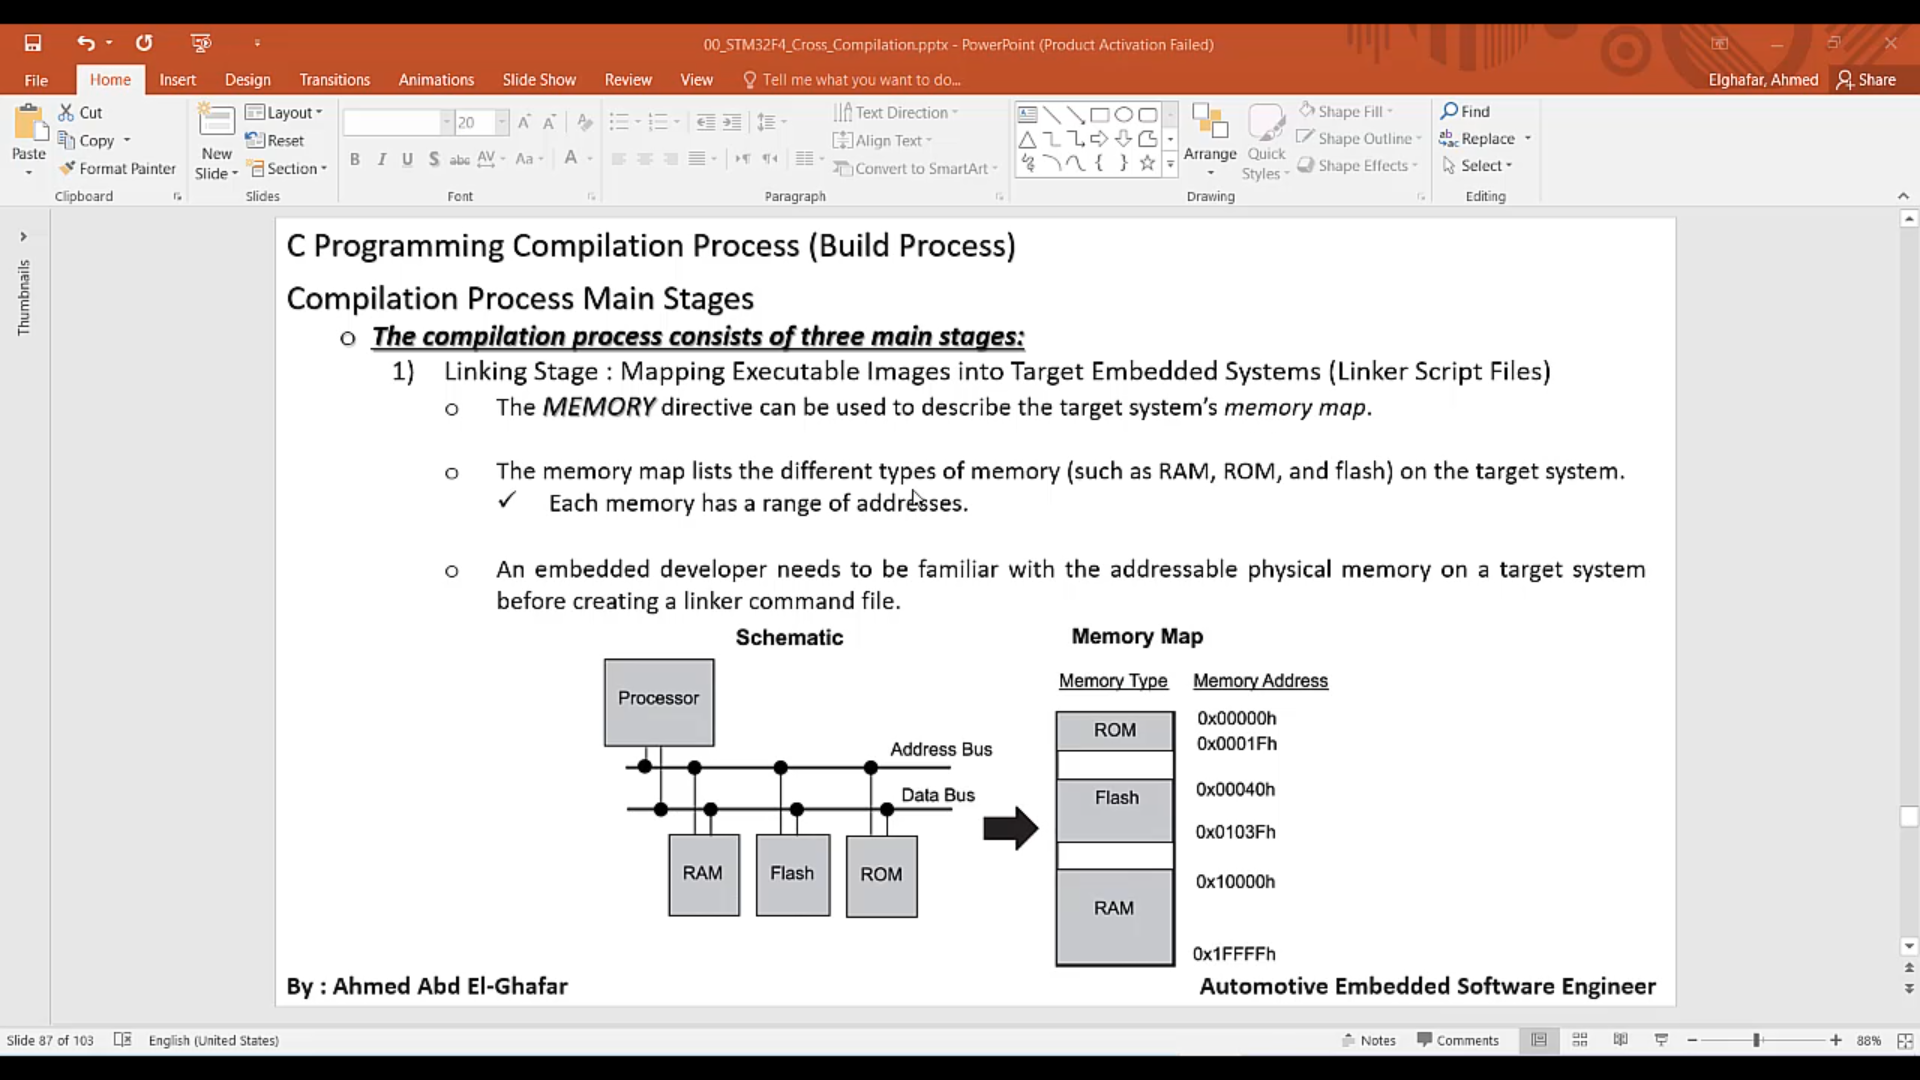 00_STM32F4_Cross_Compilation.pptx - PowerPoint (Product Activation Failed)
File Home Insert Design Transitions Animations Slide Show Review View Tell me what you want to do... Elghafar, Ahmed Share
Cut
Copy
Format Painter
Paste
Clipboard
New
Slide
Layout
Reset
Section
Slides
20
B I U S abc AV Aa A
Font
Text Direction
Align Text
Convert to SmartArt
Paragraph
Arrange
Quick
Styles
Shape Fill
Shape Outline
Shape Effects
Drawing
Find
Replace
Select
Editing
Thumbnails
C Programming Compilation Process (Build Process)
Compilation Process Main Stages
o The compilation process consists of three main stages:
1) Linking Stage : Mapping Executable Images into Target Embedded Systems (Linker Script Files)
o The MEMORY directive can be used to describe the target system’s memory map.
o The memory map lists the different types of memory (such as RAM, ROM, and flash) on the target system.
✓ Each memory has a range of addresses.
o An embedded developer needs to be familiar with the addressable physical memory on a target system
before creating a linker command file.
Schematic
Processor
Address Bus
Data Bus
RAM Flash ROM
Memory Map
Memory Type Memory Address
ROM 0x00000h
0x0001Fh
Flash 0x00040h
0x0103Fh
0x10000h
RAM
0x1FFFFh
By : Ahmed Abd El-Ghafar
Automotive Embedded Software Engineer
Slide 87 of 103 English (United States) Notes Comments 88%